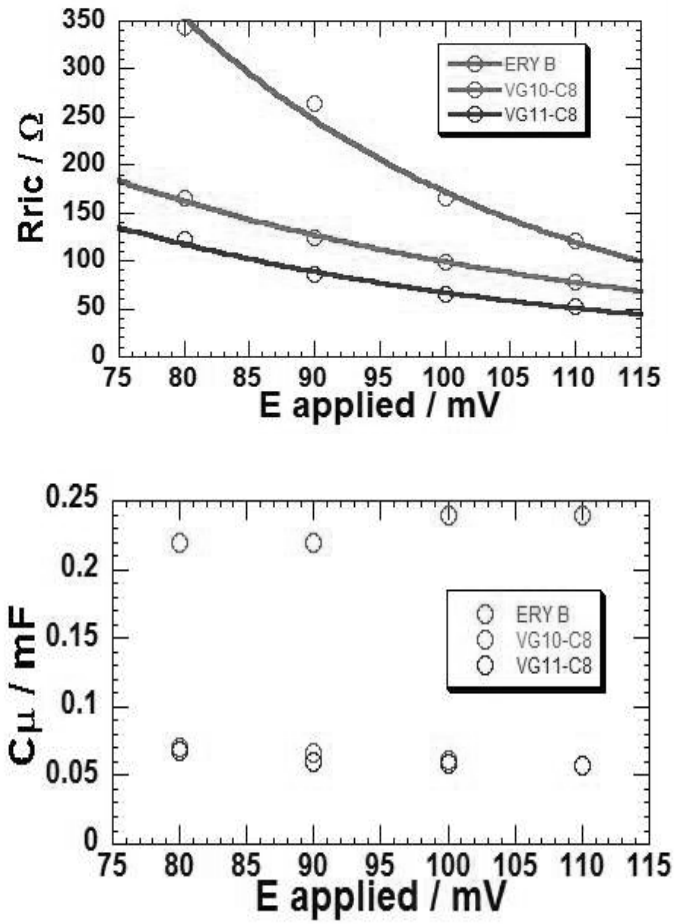 350
300
250
200
150
100
50
0
Rric / Ω
ERY B
VG10-C8
VG11-C8
75 80 85 90 95 100 105 110 115
E applied / mV
0.25
0.2
0.15
0.1
0.05
0
Cμ / mF
ERY B
VG10-C8
VG11-C8
75 80 85 90 95 100 105 110 115
E applied / mV